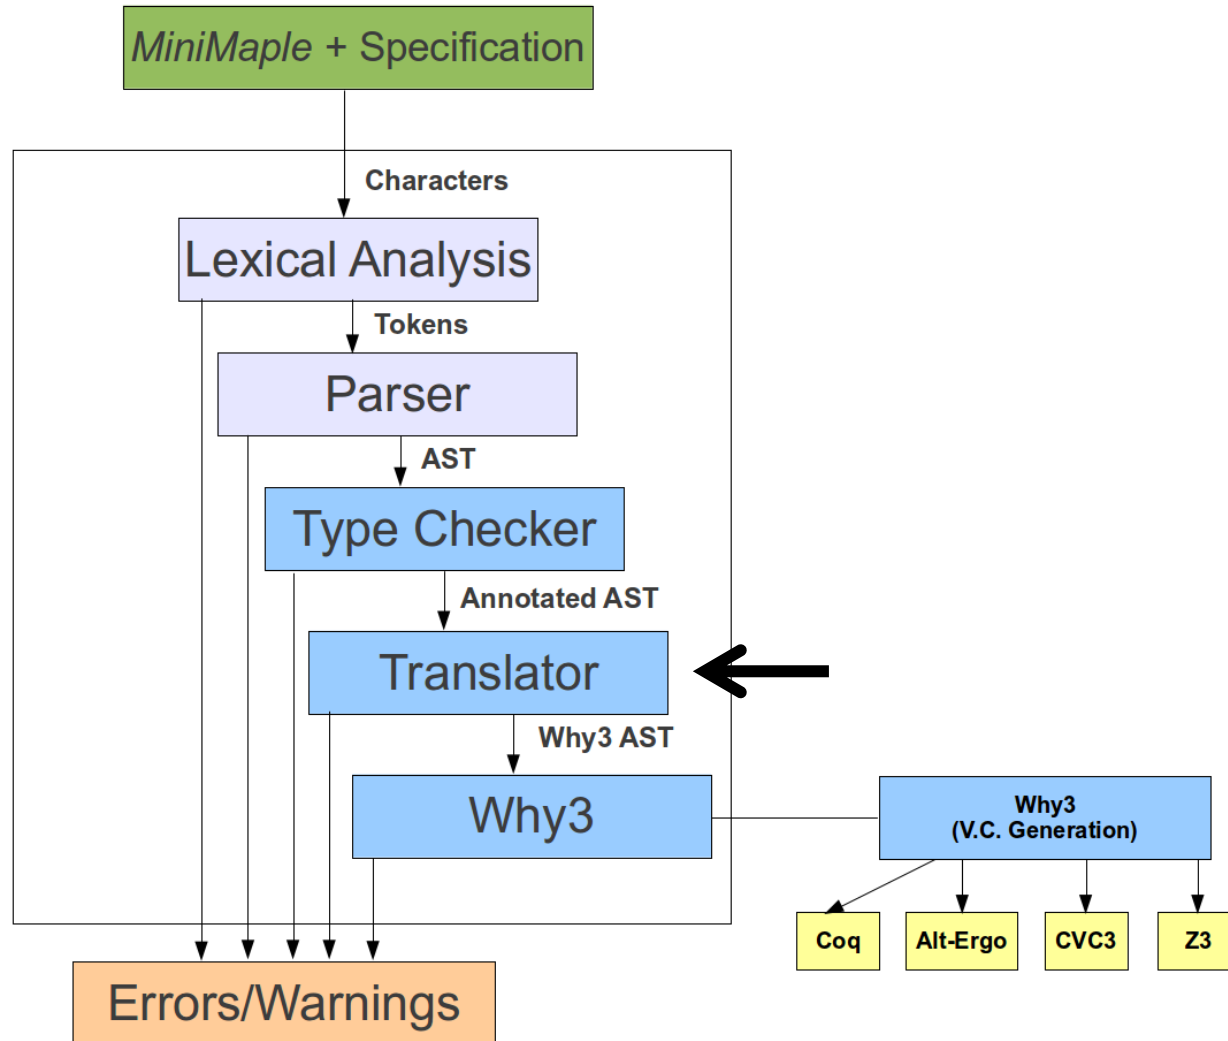 MiniMaple + Specification
Characters
Lexical Analysis
Tokens
Parser
AST
Type Checker
Annotated AST
Translator
Why3 AST
Why3
Why3
(V.C. Generation)
Coq
Alt-Ergo
CVC3
Z3
Errors/Warnings